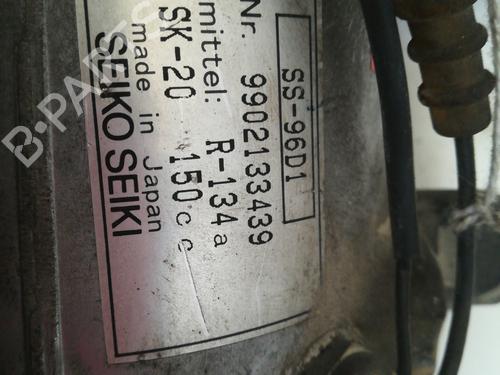 SS-96D1
Nr. 9902133439
mittel: R-134a
SK-20 150cc
made in Japan
SEIKO SEIKI
B-PARTS